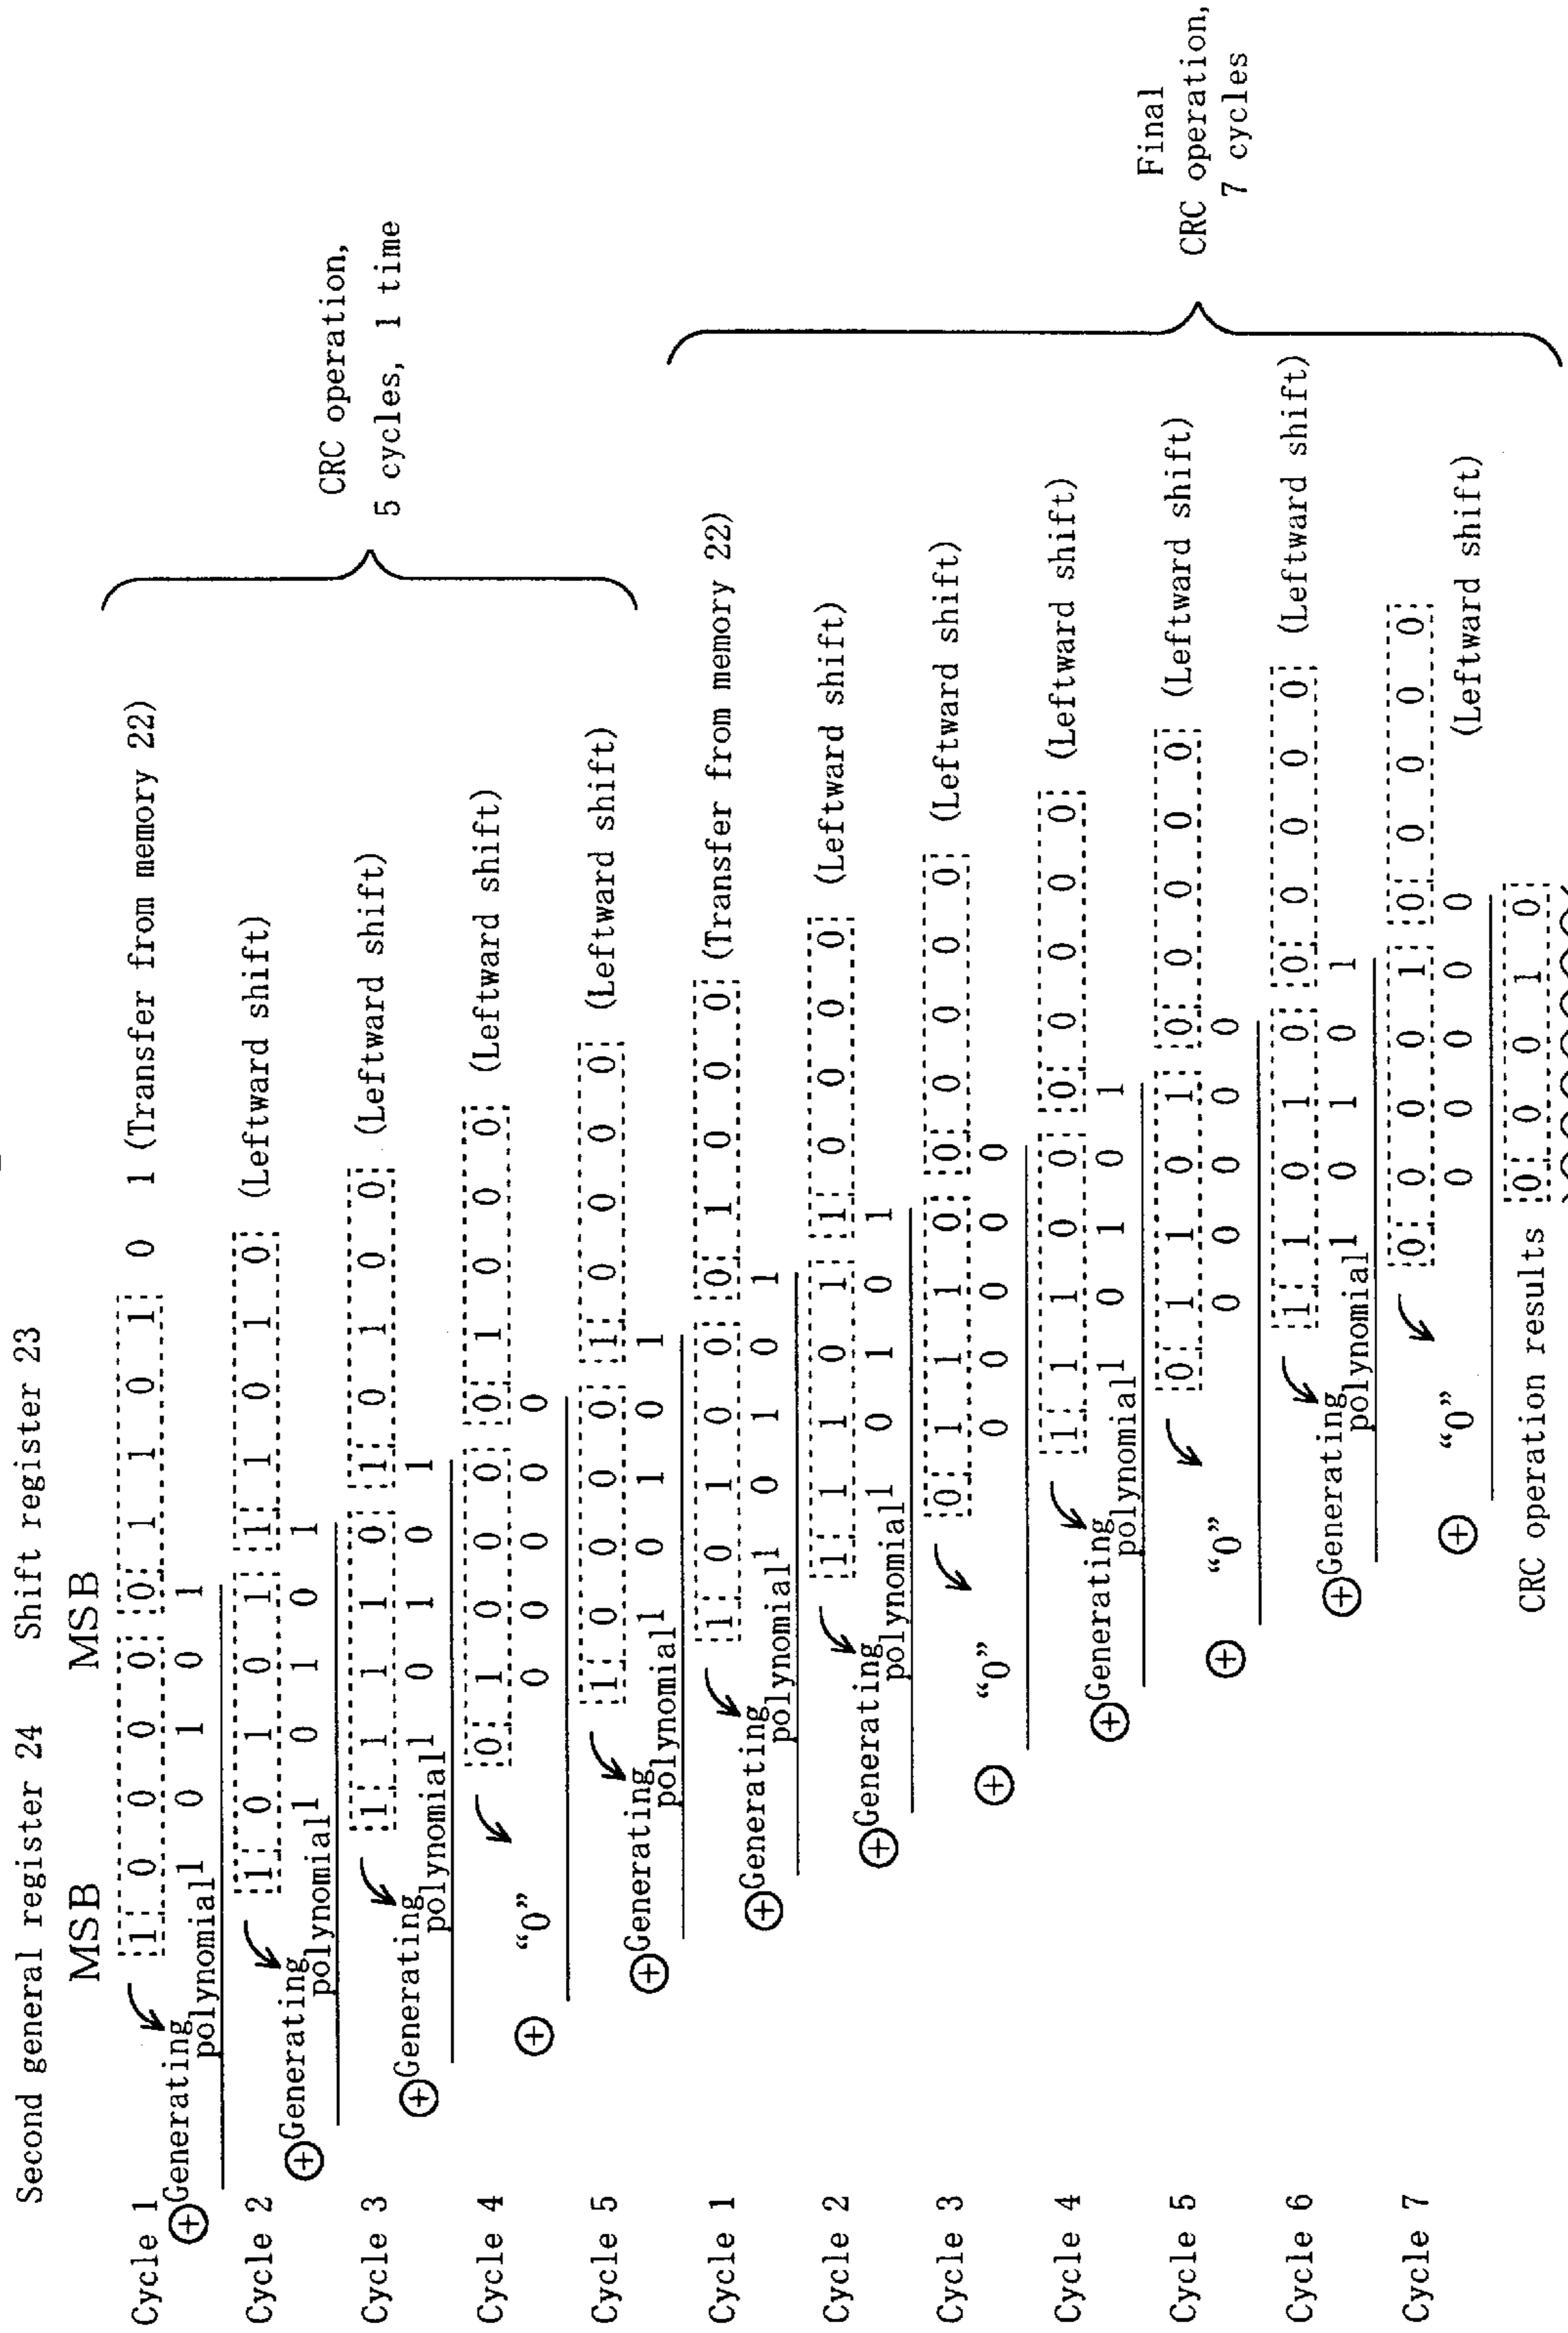 Second general register 24 Shift register 23
MSB MSB
Cycle 1 1 0 0 0 0 0 1 1 0 1 0 1 (Transfer from memory 22)
⊕Generating polynomial 1 0 1 0 1
Cycle 2 1 0 1 0 1 1 1 0 1 0 (Leftward shift)
⊕Generating polynomial 1 0 1 0 1
Cycle 3 1 1 1 1 0 1 0 1 0 0 (Leftward shift)
⊕Generating polynomial 1 0 1 0 1
Cycle 4 0 1 0 0 0 0 1 0 0 0 (Leftward shift)
⊕ “0” 0 0 0 0 0
Cycle 5 1 0 0 0 0 1 0 0 0 0 (Leftward shift)
⊕Generating polynomial 1 0 1 0 1
CRC operation,
5 cycles, 1 time
Cycle 1 1 0 1 0 0 0 1 0 0 0 (Transfer from memory 22)
⊕Generating polynomial 1 0 1 0 1
Cycle 2 1 1 1 0 1 1 0 0 0 0 (Leftward shift)
⊕Generating polynomial 1 0 1 0 1
Cycle 3 0 1 1 1 0 0 0 0 0 0 (Leftward shift)
⊕ “0” 0 0 0 0 0
Cycle 4 1 1 1 0 0 0 0 0 0 0 (Leftward shift)
⊕Generating polynomial 1 0 1 0 1
Cycle 5 0 1 1 0 1 0 0 0 0 0 (Leftward shift)
⊕ “0” 0 0 0 0 0
Cycle 6 1 1 0 1 0 0 0 0 0 0 (Leftward shift)
⊕Generating polynomial 1 0 1 0 1
Cycle 7 0 0 0 0 1 0 0 0 0 0
(Leftward shift)
⊕ “0” 0 0 0 0 0
CRC operation results 0 0 0 1 0
Final
CRC operation,
7 cycles